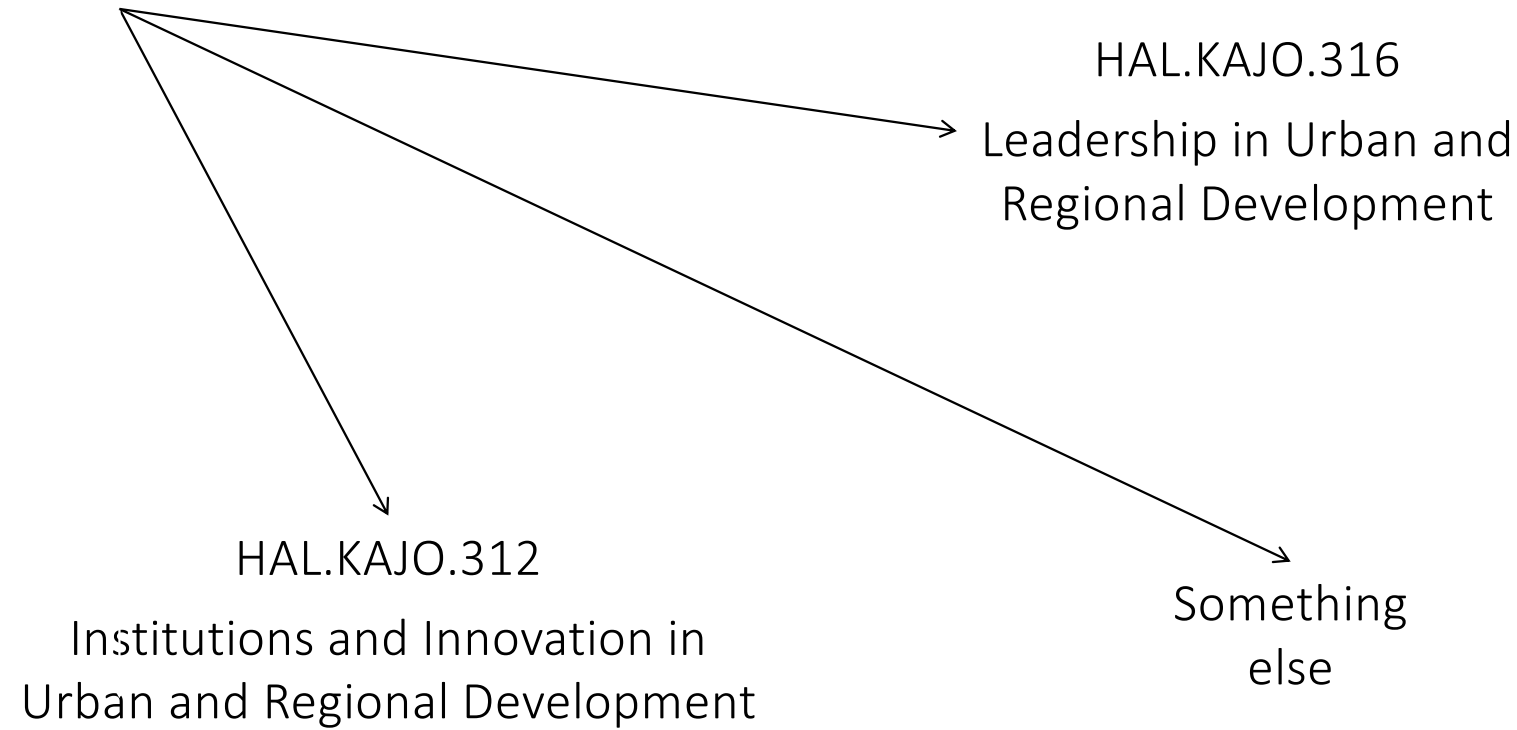 HAL.KAJO.316
Leadership in Urban and
Regional Development
HAL.KAJO.312
Institutions and Innovation in
Urban and Regional Development
Something
else